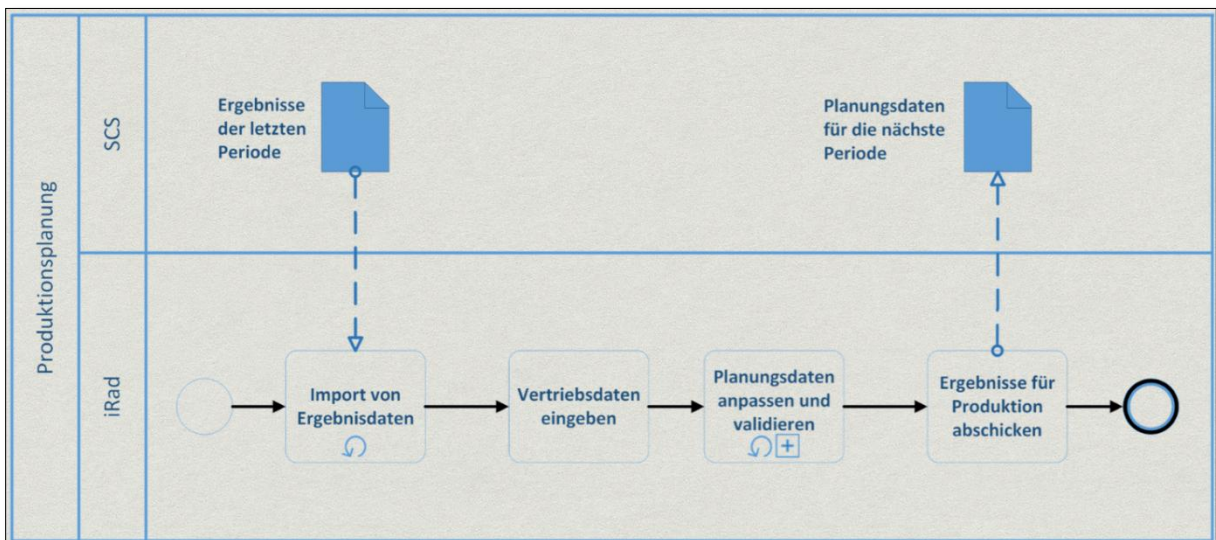 Produktionsplanung
SCS
Ergebnisse
der letzten
Periode
Planungsdaten
für die nächste
Periode
iRad
Import von
Ergebnisdaten
Vertriebsdaten
eingeben
Planungsdaten
anpassen und
validieren
Ergebnisse für
Produktion
abschicken